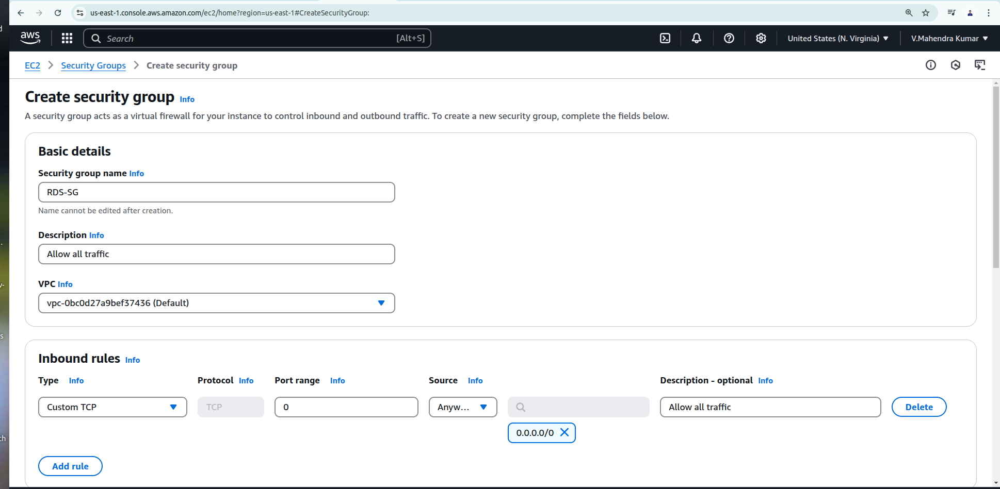 us-east-1.console.aws.amazon.com/ec2/home?region=us-east-1#CreateSecurityGroup:
aws
Search [Alt+S]
United States (N. Virginia)
V.Mahendra Kumar
EC2
Security Groups
Create security group
Create security group Info
A security group acts as a virtual firewall for your instance to control inbound and outbound traffic. To create a new security group, complete the fields below.
Basic details
Security group name Info
RDS-SG
Name cannot be edited after creation.
Description Info
Allow all traffic
VPC Info
vpc-0bc0d27a9bef37436 (Default)
Inbound rules Info
Type Info Protocol Info Port range Info Source Info Description - optional Info
Custom TCP TCP 0 Anyw... Allow all traffic Delete
0.0.0.0/0
Add rule